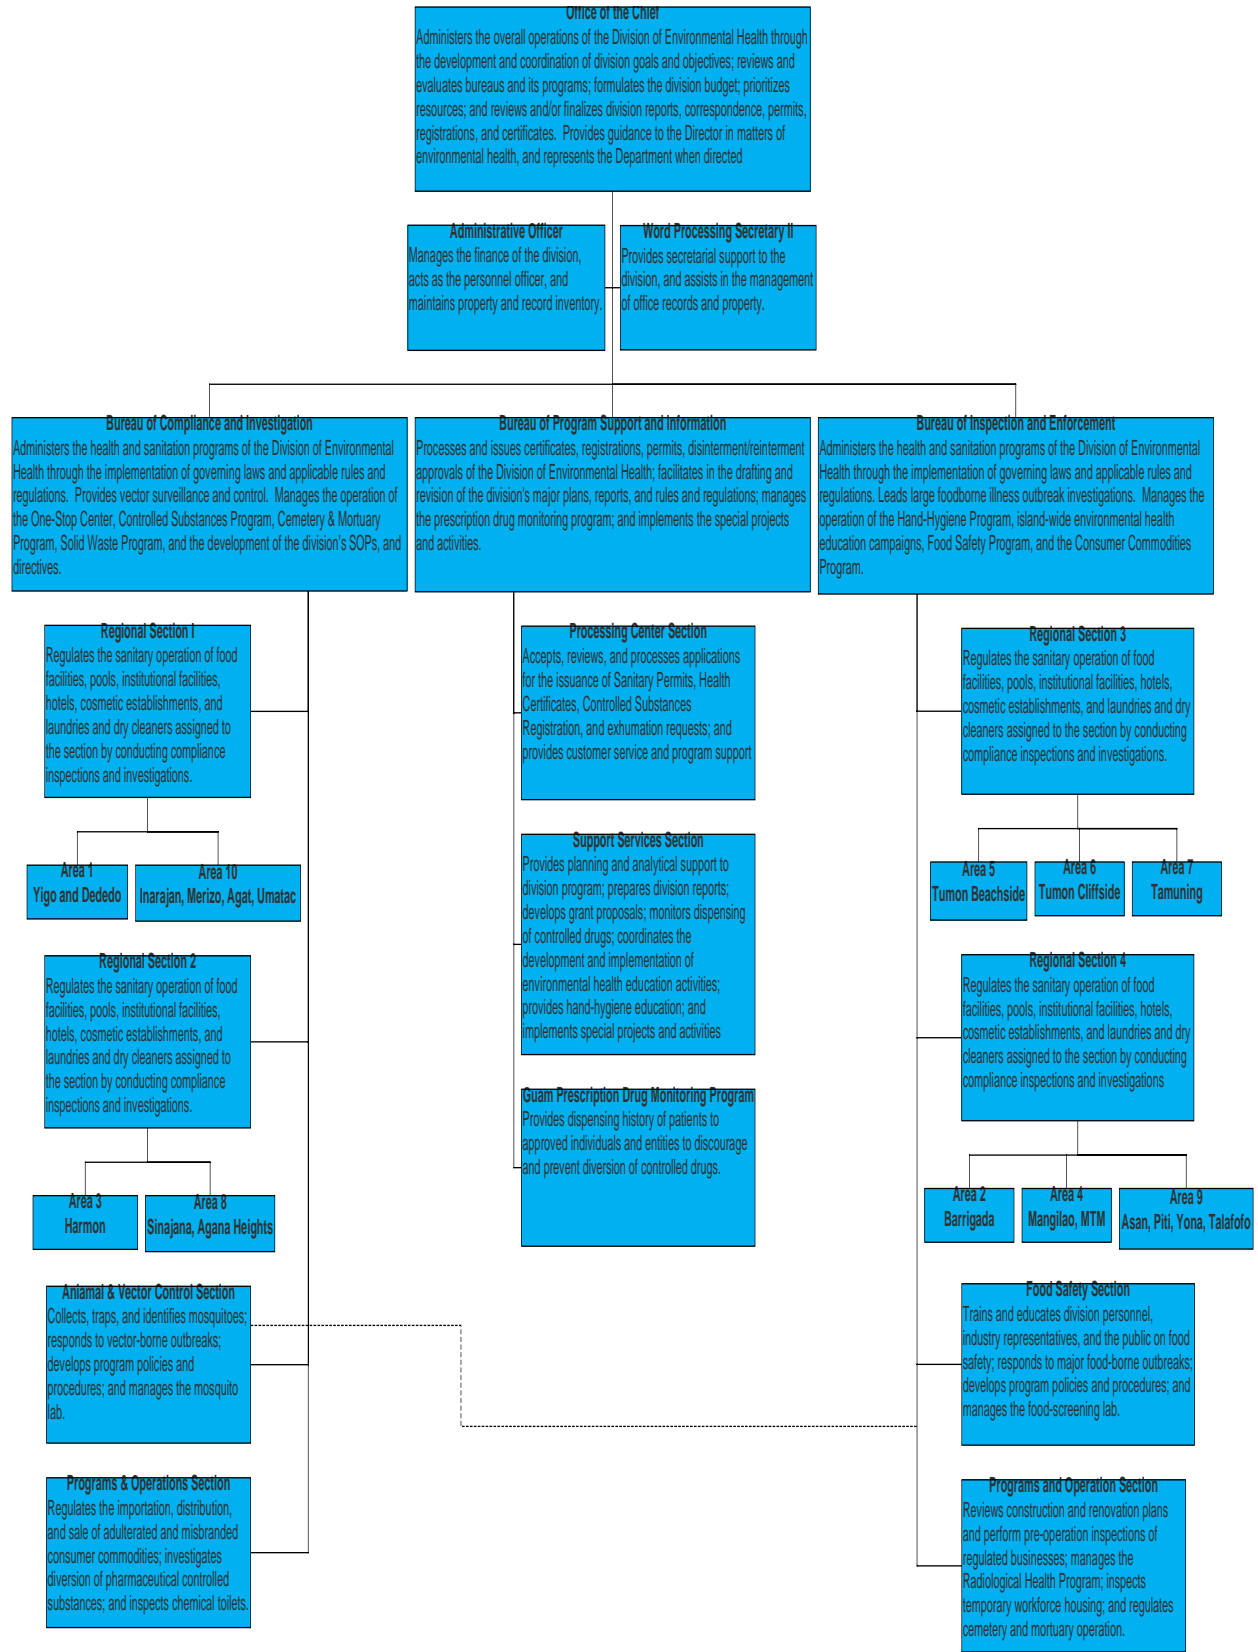 Office of the Chief
Administers the overall operations of the Division of Environmental Health through
the development and coordination of division goals and objectives; reviews and
evaluates bureaus and its programs; formulates the division budget; prioritizes
resources; and reviews and/or finalizes division reports, correspondence, permits,
registrations, and certificates.  Provides guidance to the Director in matters of
environmental health, and represents the Department when directed
Administrative Officer
Manages the finance of the division,
acts as the personnel officer, and
maintains property and record inventory.
Word Processing Secretary II
Provides secretarial support to the
division, and assists in the management
of office records and property.
Bureau of Compliance and Investigation
Administers the health and sanitation programs of the Division of Environmental
Health through the implementation of governing laws and applicable rules and
regulations.  Provides vector surveillance and control.  Manages the operation of
the One-Stop Center, Controlled Substances Program, Cemetery & Mortuary
Program, Solid Waste Program, and the development of the division's SOPs, and
directives.
Bureau of Program Support and Information
Processes and issues certificates, registrations, permits, disinterment/reinterment
approvals of the Division of Environmental Health; facilitates in the drafting and
revision of the division's major plans, reports, and rules and regulations; manages
the prescription drug monitoring program; and implements the special projects
and activities.
Bureau of Inspection and Enforcement
Administers the health and sanitation programs of the Division of Environmental
Health through the implementation of governing laws and applicable rules and
regulations. Leads large foodborne illness outbreak investigations.  Manages the
operation of the Hand-Hygiene Program, island-wide environmental health
education campaigns, Food Safety Program, and the Consumer Commodities
Program.
Regional Section I
Regulates the sanitary operation of food
facilities, pools, institutional facilities,
hotels, cosmetic establishments, and
laundries and dry cleaners assigned to
the section by conducting compliance
inspections and investigations.
Area 1
Yigo and Dededo
Area 10
Inarajan, Merizo, Agat, Umatac
Regional Section 2
Regulates the sanitary operation of food
facilities, pools, institutional facilities,
hotels, cosmetic establishments, and
laundries and dry cleaners assigned to
the section by conducting compliance
inspections and investigations.
Area 3
Harmon
Area 8
Sinajana, Agana Heights
Aniamal & Vector Control Section
Collects, traps, and identifies mosquitoes;
responds to vector-borne outbreaks;
develops program policies and
procedures; and manages the mosquito
lab.
Programs & Operations Section
Regulates the importation, distribution,
and sale of adulterated and misbranded
consumer commodities; investigates
diversion of pharmaceutical controlled
substances; and inspects chemical toilets.
Processing Center Section
Accepts, reviews, and processes applications
for the issuance of Sanitary Permits, Health
Certificates, Controlled Substances
Registration, and exhumation requests; and
provides customer service and program support
Support Services Section
Provides planning and analytical support to
division program; prepares division reports;
develops grant proposals; monitors dispensing
of controlled drugs; coordinates the
development and implementation of
environmental health education activities;
provides hand-hygiene education; and
implements special projects and activities
Guam Prescription Drug Monitoring Program
Provides dispensing history of patients to
approved individuals and entities to discourage
and prevent diversion of controlled drugs.
Regional Section 3
Regulates the sanitary operation of food
facilities, pools, institutional facilities, hotels,
cosmetic establishments, and laundries and dry
cleaners assigned to the section by conducting
compliance inspections and investigations.
Area 5
Tumon Beachside
Area 6
Tumon Cliffside
Area 7
Tamuning
Regional Section 4
Regulates the sanitary operation of food
facilities, pools, institutional facilities, hotels,
cosmetic establishments, and laundries and dry
cleaners assigned to the section by conducting
compliance inspections and investigations
Area 2
Barrigada
Area 4
Mangilao, MTM
Area 9
Asan, Piti, Yona, Talafofo
Food Safety Section
Trains and educates division personnel,
industry representatives, and the public on food
safety; responds to major food-borne outbreaks;
develops program policies and procedures; and
manages the food-screening lab.
Programs and Operation Section
Reviews construction and renovation plans
and perform pre-operation inspections of
regulated businesses; manages the
Radiological Health Program; inspects
temporary workforce housing; and regulates
cemetery and mortuary operation.